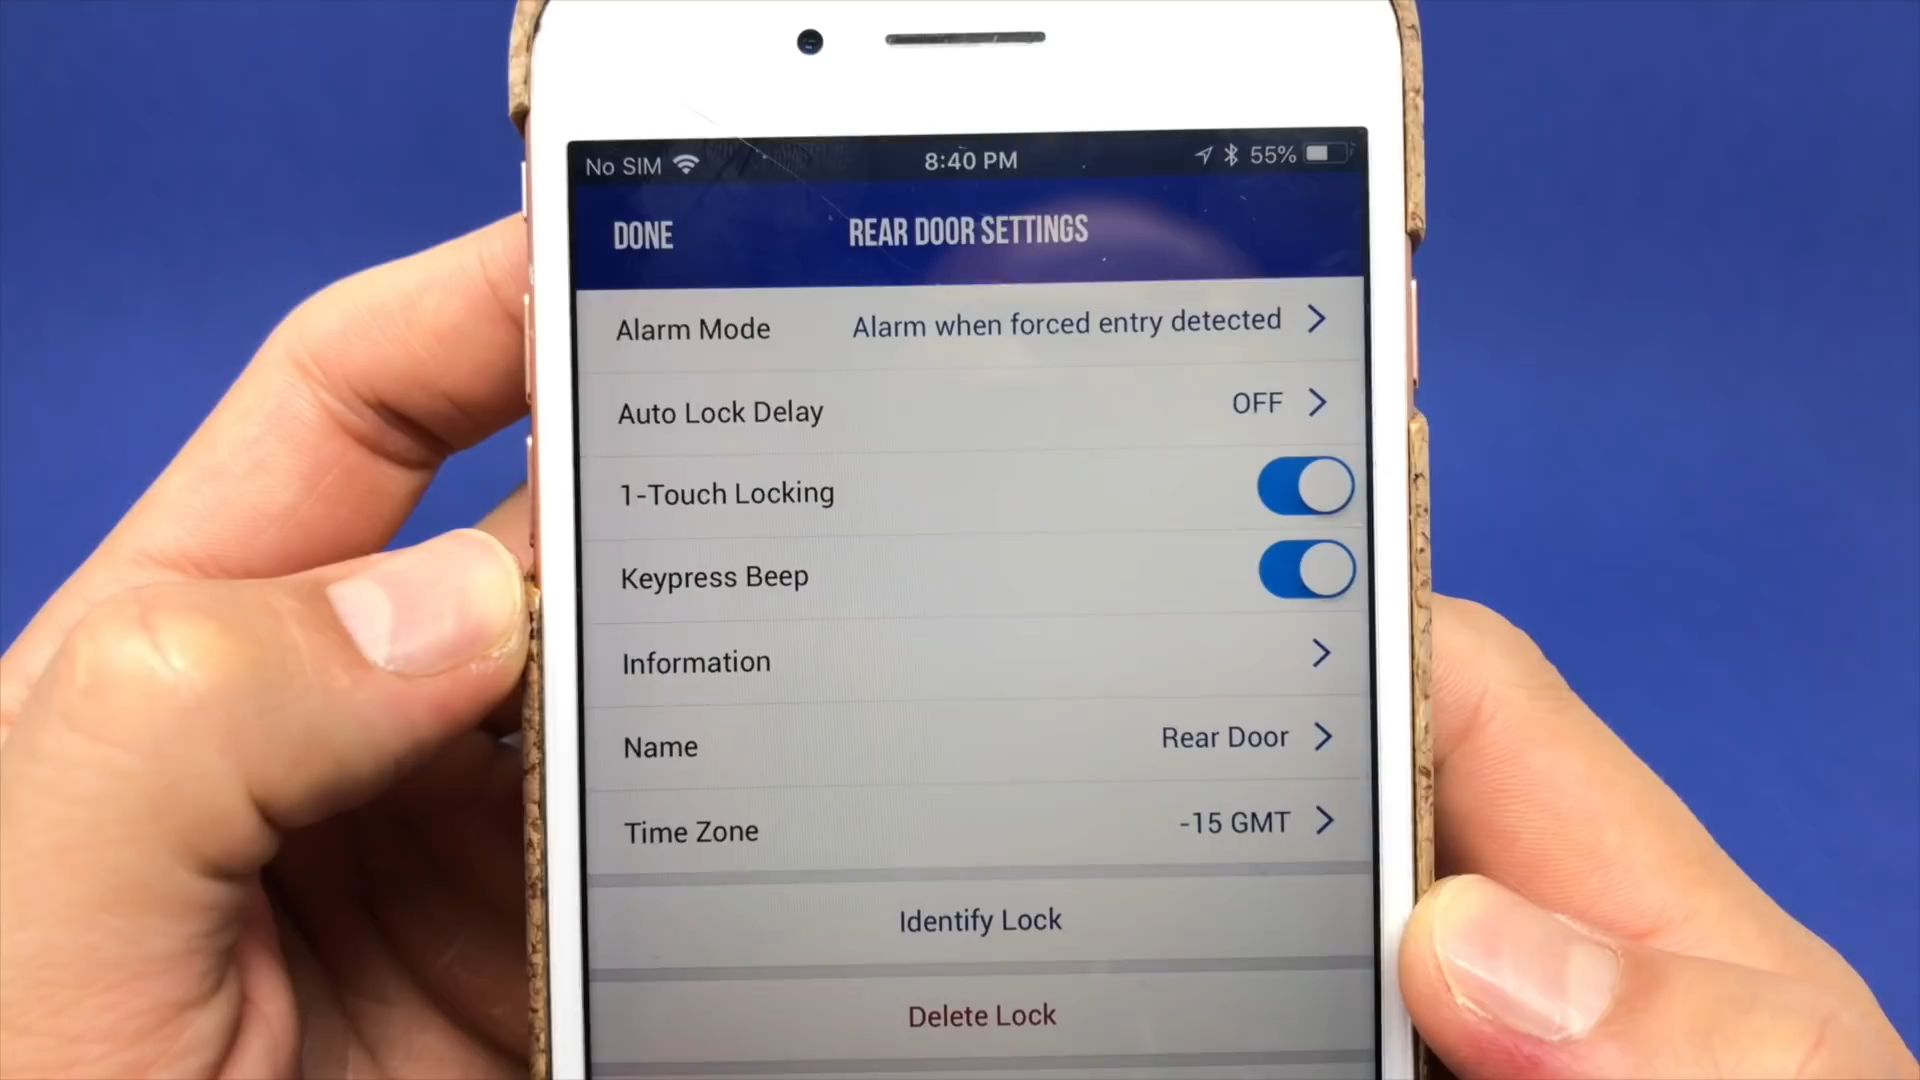 No SIM 8:40 PM 55%
DONE REAR DOOR SETTINGS
Alarm Mode Alarm when forced entry detected
Auto Lock Delay OFF
1-Touch Locking
Keypress Beep
Information
Name Rear Door
Time Zone -15 GMT
Identify Lock
Delete Lock